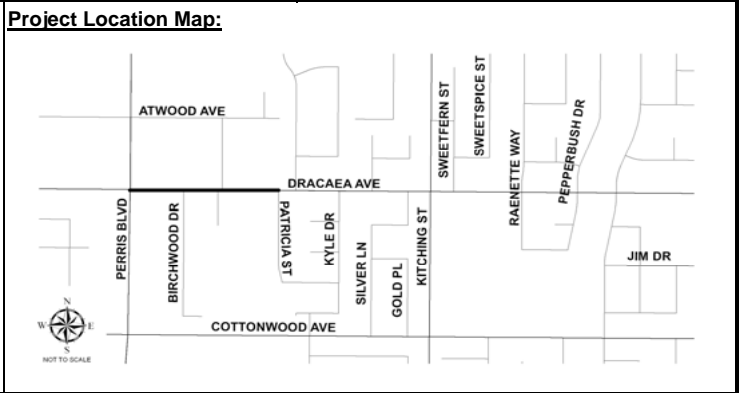 Project Location Map:
ATWOOD AVE
SWEETFERN ST
SWEETSPICE ST
RAENETTE WAY
PEPPERBUSH DR
DRACAEA AVE
PERRIS BLVD
BIRCHWOOD DR
PATRICIA ST
KYLE DR
SILVER LN
GOLD PL
KITCHING ST
JIM DR
COTTONWOOD AVE
N
W E
S
NOT TO SCALE